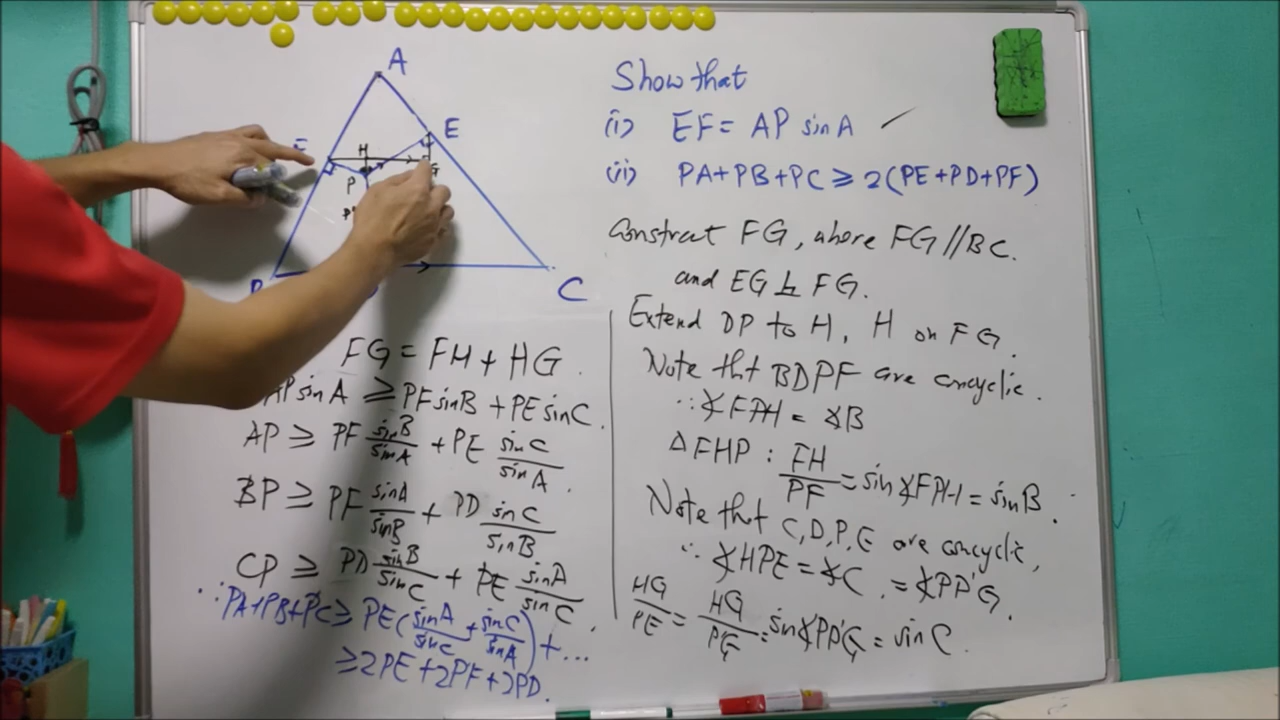 A
E
F
H
G
P
P'
B
C
Show that
(i) EF = AP sin A ✓
(ii) PA+PB+PC ≥ 2(PE+PD+PF)
Construct FG, where FG // BC.
and EG ⊥ FG.
Extend DP to H, H on FG.
Note tht BDPF are concyclic.
∴ ∡FPH = ∡B
△FHP : FH/PF = sin∡FPH = sin B.
Note that C,D,P,E are concyclic,
∴ ∡HPE = ∡C = ∡PP'G.
HG/PE = HG/P'G = sin∡PP'G = sin C.
FG = FH + HG.
AP sin A ≥ PF sin B + PE sin C.
AP ≥ PF sin B/sin A + PE sin C/sin A.
BP ≥ PF sin A/sin B + PD sin C/sin B
CP ≥ PD sin B/sin C + PE sin A/sin C.
∴ PA+PB+PC ≥ PE(sin A/sin C + sin C/sin A) + ...
≥ 2PE + 2PF + 2PD.